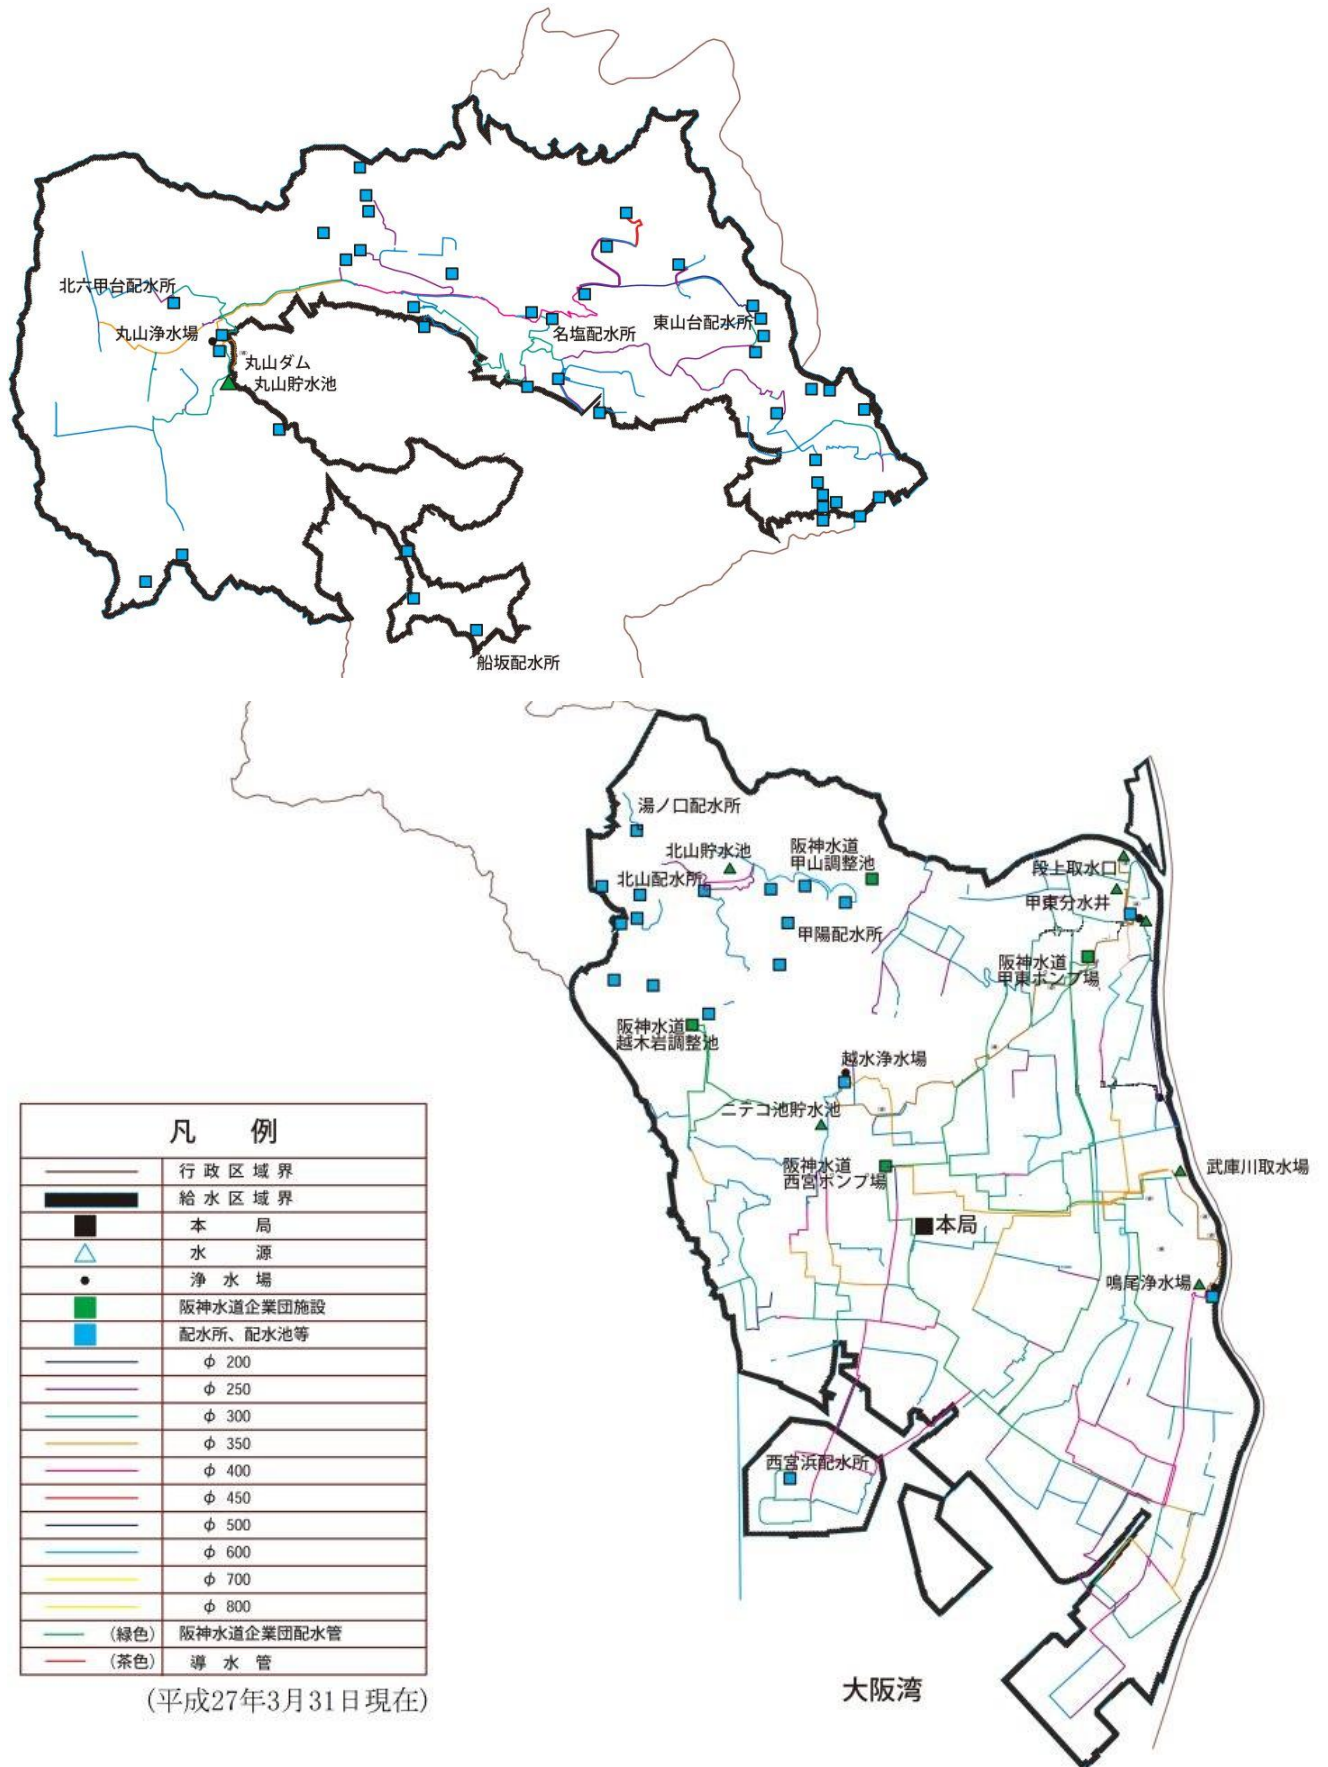 北六甲台配水所
丸山浄水場
名塩配水所
東山台配水所
丸山ダム
丸山貯水池
船坂配水所
湯ノ口配水所
北山貯水池
阪神水道
甲山調整池
段上取水口
北山配水所
甲東分水井
甲陽配水所
阪神水道
甲東ポンプ場
阪神水道
越木岩調整池
越水浄水場
ニテコ池貯水池
阪神水道
西宮ポンプ場
武庫川取水場
本局
鳴尾浄水場
西宮浜配水所
大阪湾
凡 例
行政区域界
給水区域界
本 局
水 源
浄水場
阪神水道企業団施設
配水所、配水池等
φ 200
φ 250
φ 300
φ 350
φ 400
φ 450
φ 500
φ 600
φ 700
φ 800
(緑色) 阪神水道企業団配水管
(茶色) 導水管
(平成27年3月31日現在)